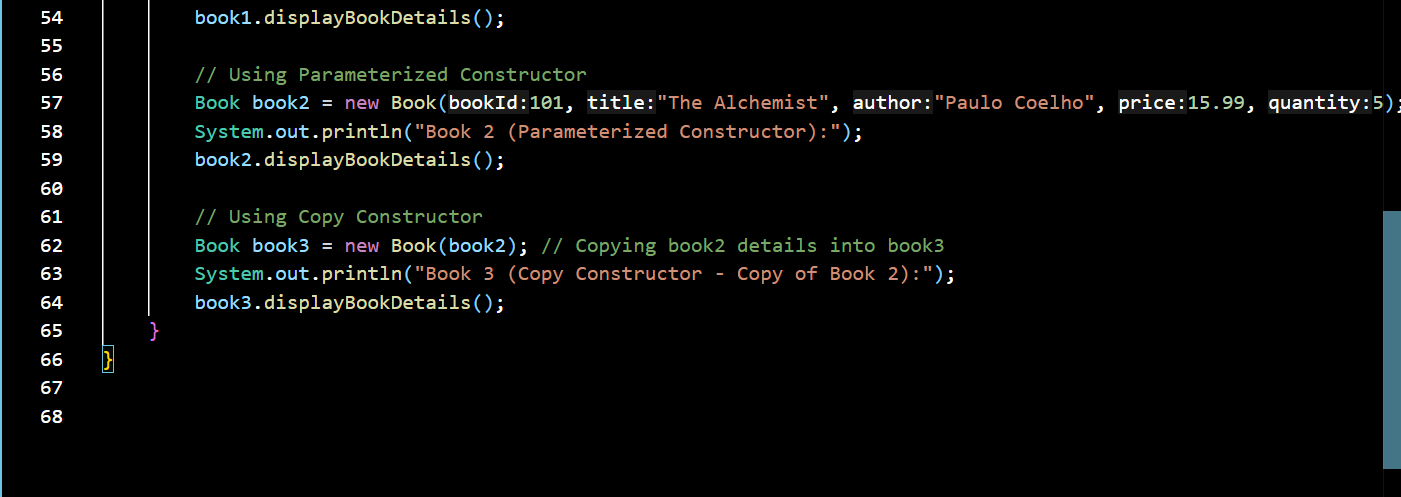 54 book1.displayBookDetails();
55
56 // Using Parameterized Constructor
57 Book book2 = new Book(bookId:101, title:"The Alchemist", author:"Paulo Coelho", price:15.99, quantity:5);
58 System.out.println("Book 2 (Parameterized Constructor):");
59 book2.displayBookDetails();
60
61 // Using Copy Constructor
62 Book book3 = new Book(book2); // Copying book2 details into book3
63 System.out.println("Book 3 (Copy Constructor - Copy of Book 2):");
64 book3.displayBookDetails();
65 }
66 }
67
68